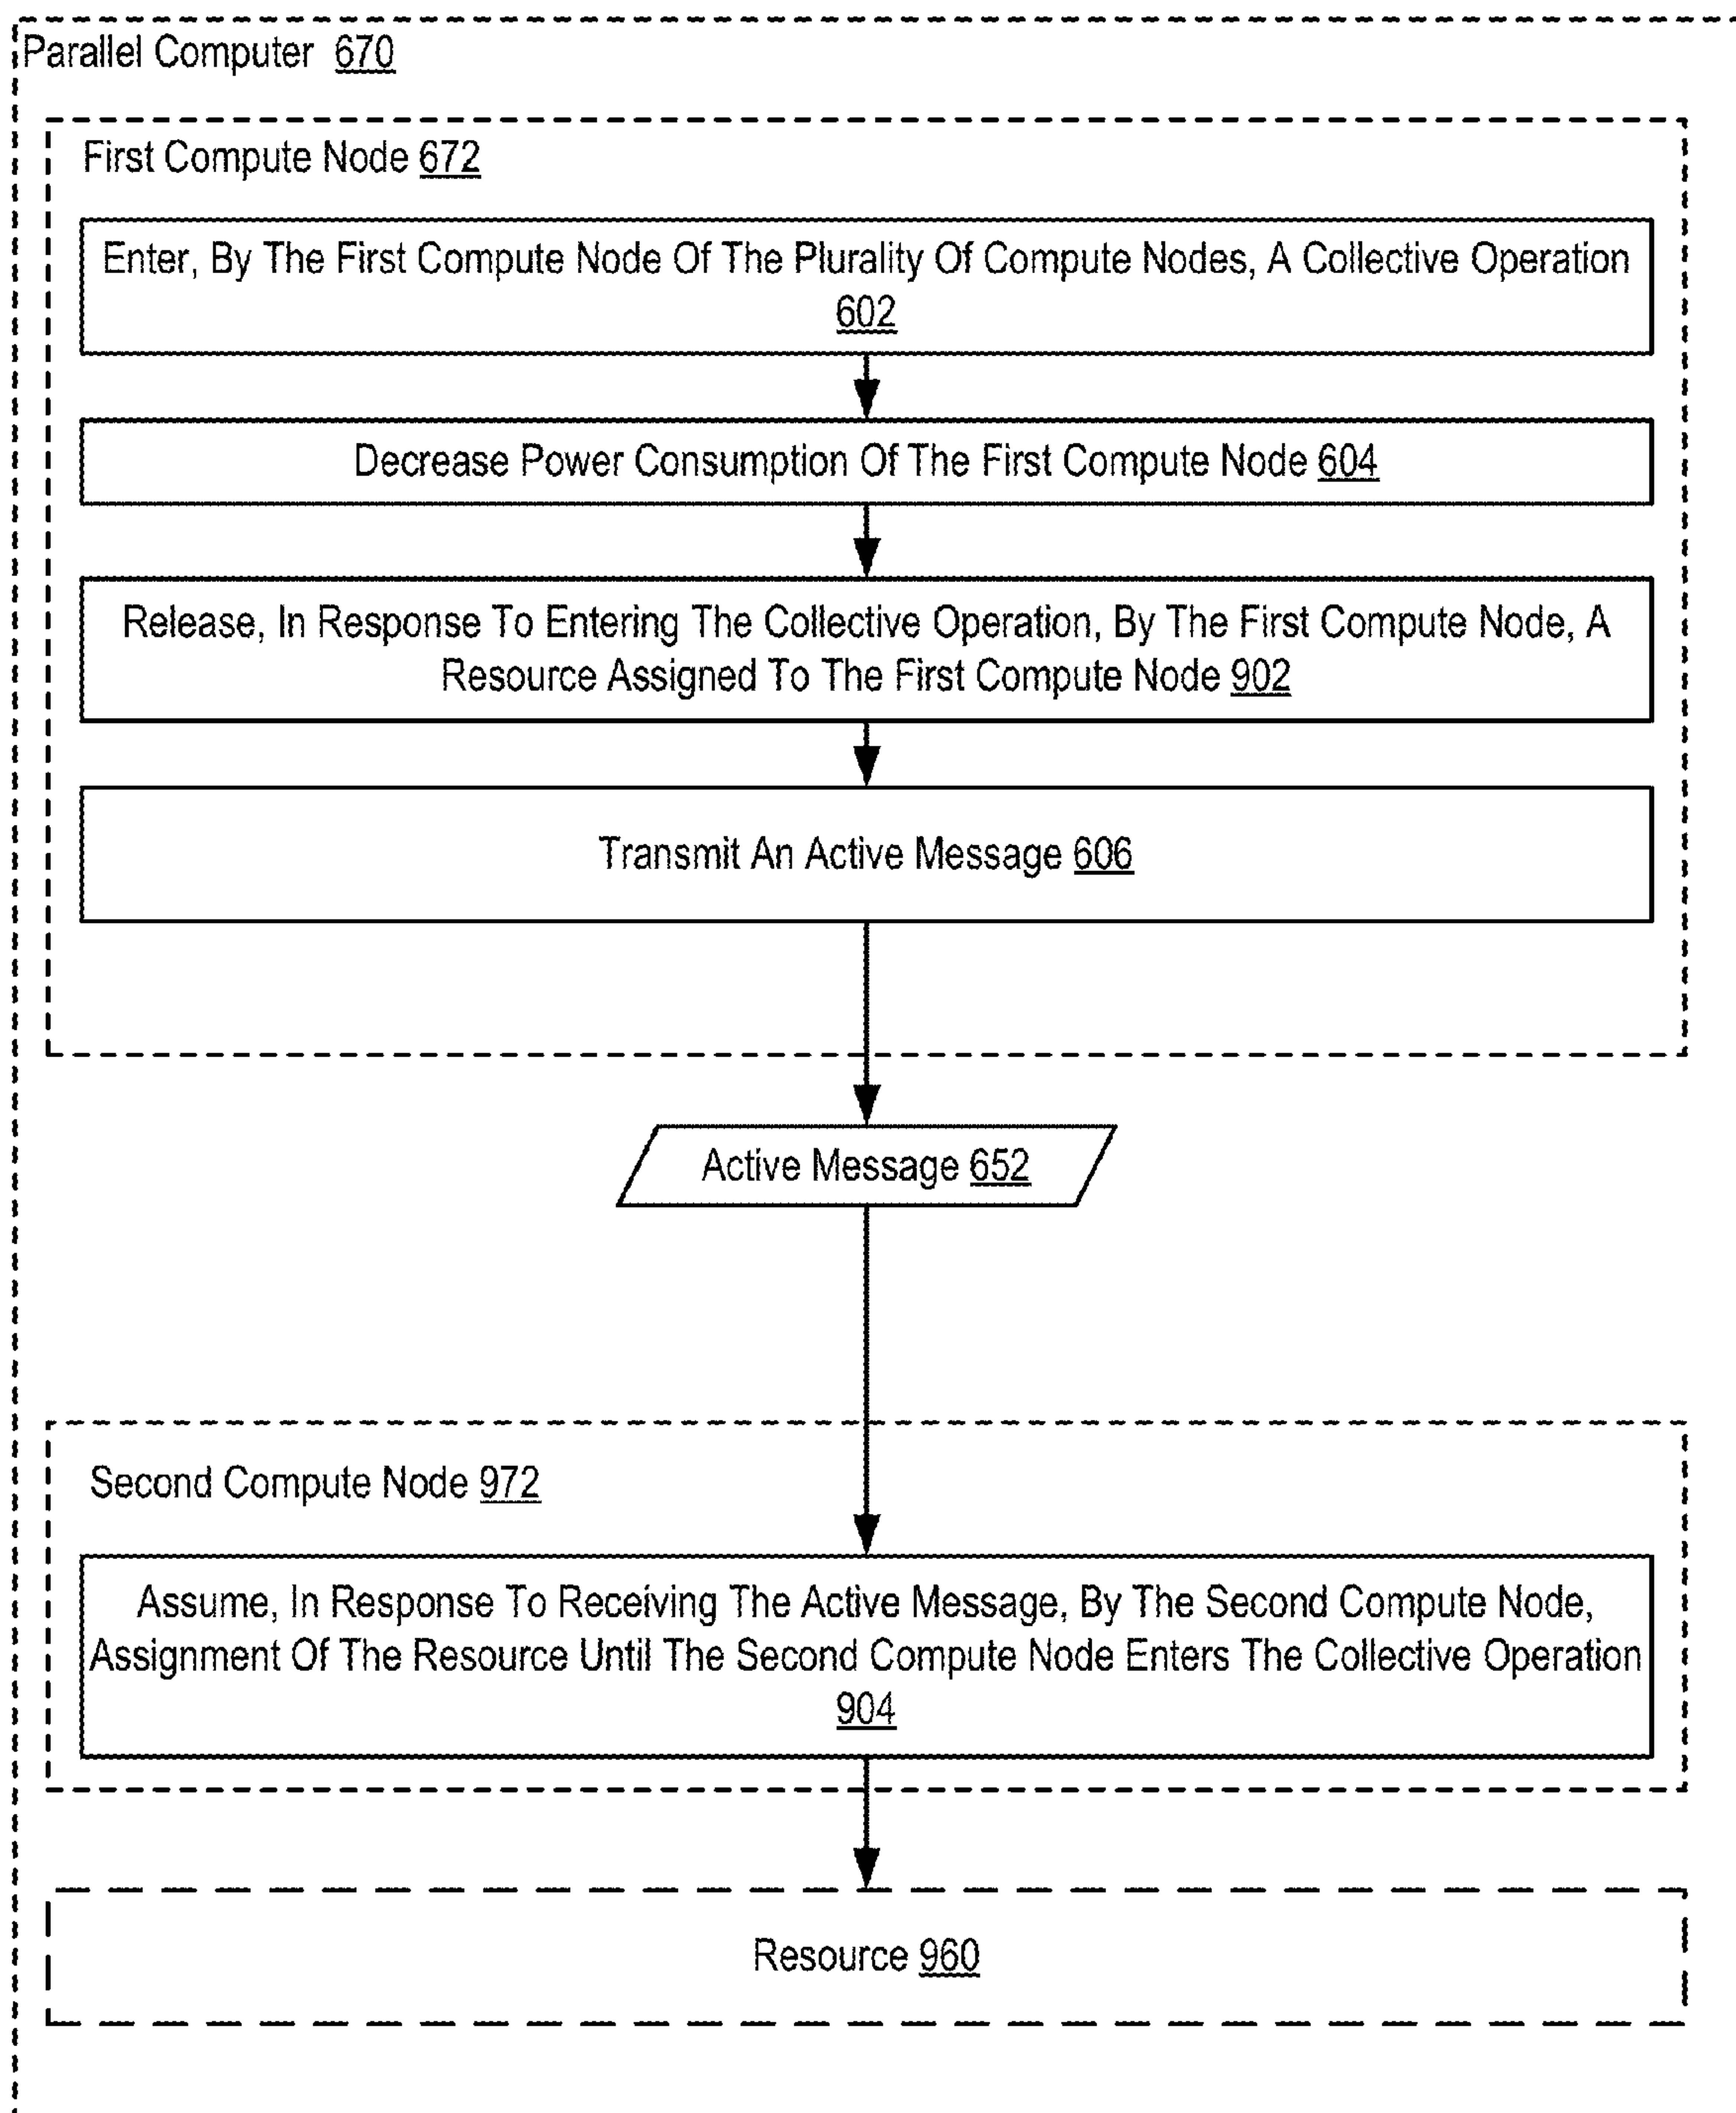 Parallel Computer 670
First Compute Node 672
Enter, By The First Compute Node Of The Plurality Of Compute Nodes, A Collective Operation
602
Decrease Power Consumption Of The First Compute Node 604
Release, In Response To Entering The Collective Operation, By The First Compute Node, A
Resource Assigned To The First Compute Node 902
Transmit An Active Message 606
Active Message 652
Second Compute Node 972
Assume, In Response To Receiving The Active Message, By The Second Compute Node,
Assignment Of The Resource Until The Second Compute Node Enters The Collective Operation
904
Resource 960